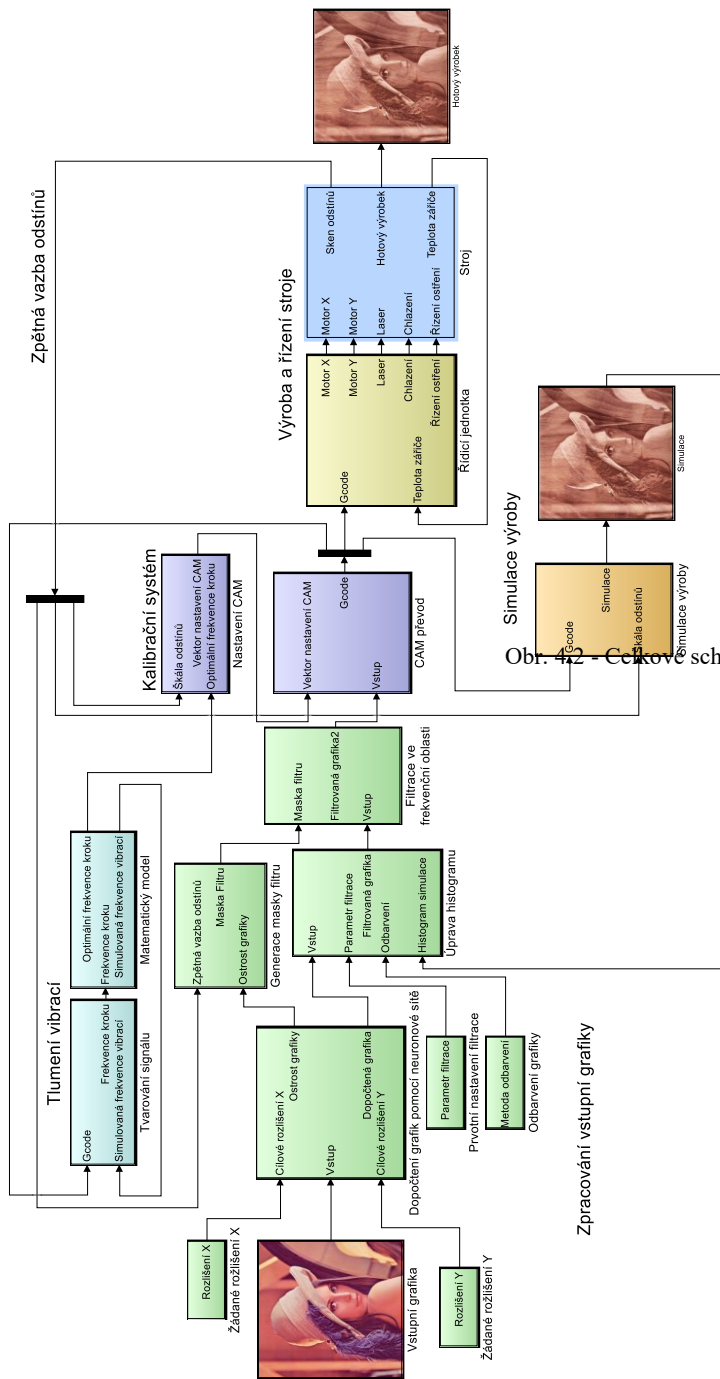 Zpětná vazba odstínů
Výroba a řízení stroje
Motor X
Motor Y
Laser
Chlazení
Řízení ostření
Gcode
Teplota zářiče
Řídicí jednotka
Motor X
Motor Y
Laser
Chlazení
Řízení ostření
Sken odstínů
Hotový výrobek
Teplota zářiče
Stroj
Hotový výrobek
Kalibrační systém
Škála odstínů
Vektor nastavení CAM
Optimální frekvence kroku
Nastavení CAM
Vektor nastavení CAM
Gcode
Vstup
CAM převod
Simulace výroby
Gcode
Simulace
Škála odstínů
Simulace výroby
Simulace
Obr. 4.2 - Celkové sch
Tlumení vibrací
Gcode
Frekvence kroku
Simulovaná frekvence vibrací
Tvarování signálu
Optimální frekvence kroku
Frekvence kroku
Simulovaná frekvence vibrací
Matematický model
Zpětná vazba odstínů
Maska Filtru
Ostrost grafiky
Generace masky filtru
Maska filtru
Filtrovaná grafika2
Vstup
Filtrace ve
frekvenční oblasti
Vstup
Parametr filtrace
Filtrovaná grafika
Odbarvení
Histogram simulace
Úprava histogramu
Cílové rozlišení X
Ostrost grafiky
Vstup
Dopočtená grafika
Cílové rozlišení Y
Dopočtení grafik pomocí neuronové sítě
Parametr filtrace
Prvotní nastavení filtrace
Metoda odbarvení
Odbarvení grafiky
Rozlišení X
Žádané rozlišení X
Vstupní grafika
Rozlišení Y
Žádané rozlišení Y
Zpracování vstupní grafiky